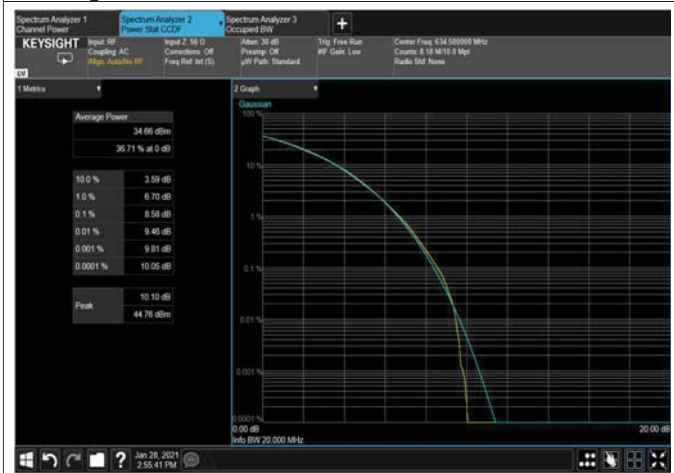 Spectrum Analyzer 1
Channel Power
Spectrum Analyzer 2
Power Stat CCDF
Spectrum Analyzer 3
Occupied BW
+
KEYSIGHT
Input: RF
Coupling: AC
Align: Auto/No RF
Input Z: 50 Ω
Corrections: Off
Freq Ref: Int (S)
Atten: 30 dB
Preamp: Off
µW Path: Standard
Trig: Free Run
#IF Gain: Low
Center Freq: 634.500000 MHz
Counts: 8.18 M/10.0 Mpt
Radio Std: None
1 Metrics
Average Power
34.66 dBm
36.71 % at 0 dB
10.0 % 3.59 dB
1.0 % 6.70 dB
0.1 % 8.58 dB
0.01 % 9.46 dB
0.001 % 9.81 dB
0.0001 % 10.05 dB
Peak
10.10 dB
44.76 dBm
2 Graph
Gaussian
100 %
10 %
1 %
0.1 %
0.01 %
0.001 %
0.0001 %
0.00 dB
20.00 dB
Info BW 20.000 MHz
?
Jan 28, 2021
2:55:41 PM